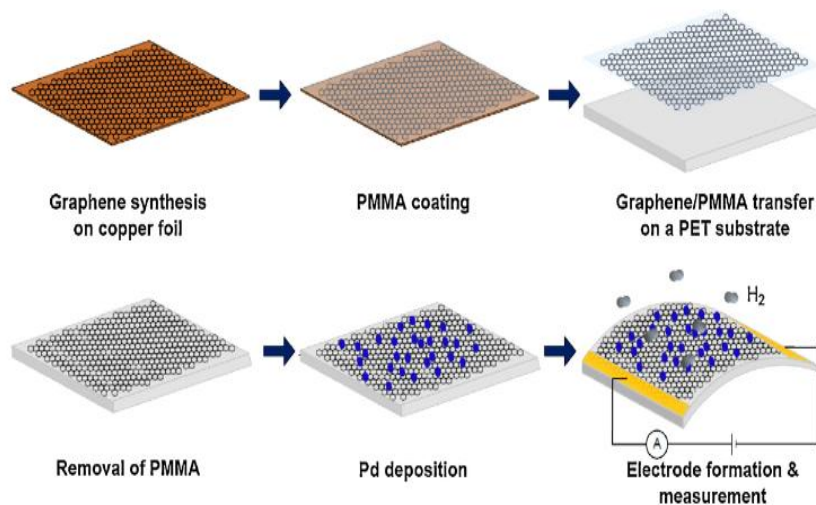 Graphene synthesis
on copper foil
PMMA coating
Graphene/PMMA transfer
on a PET substrate
H₂
A
Removal of PMMA
Pd deposition
Electrode formation &
measurement